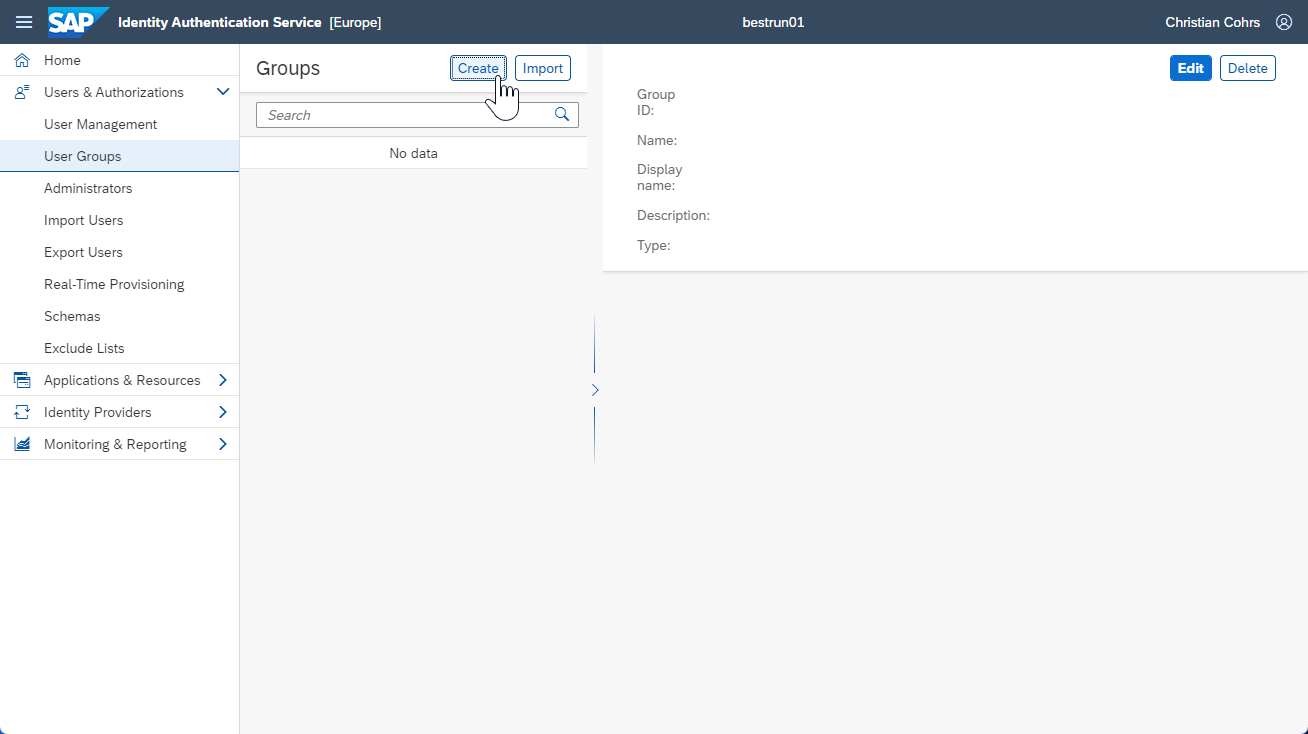 SAP Identity Authentication Service [Europe] bestrun01 Christian Cohrs
Home
Users & Authorizations
User Management
User Groups
Administrators
Import Users
Export Users
Real-Time Provisioning
Schemas
Exclude Lists
Applications & Resources
Identity Providers
Monitoring & Reporting
Groups Create Import
Search
No data
Edit Delete
Group
ID:
Name:
Display
name:
Description:
Type: